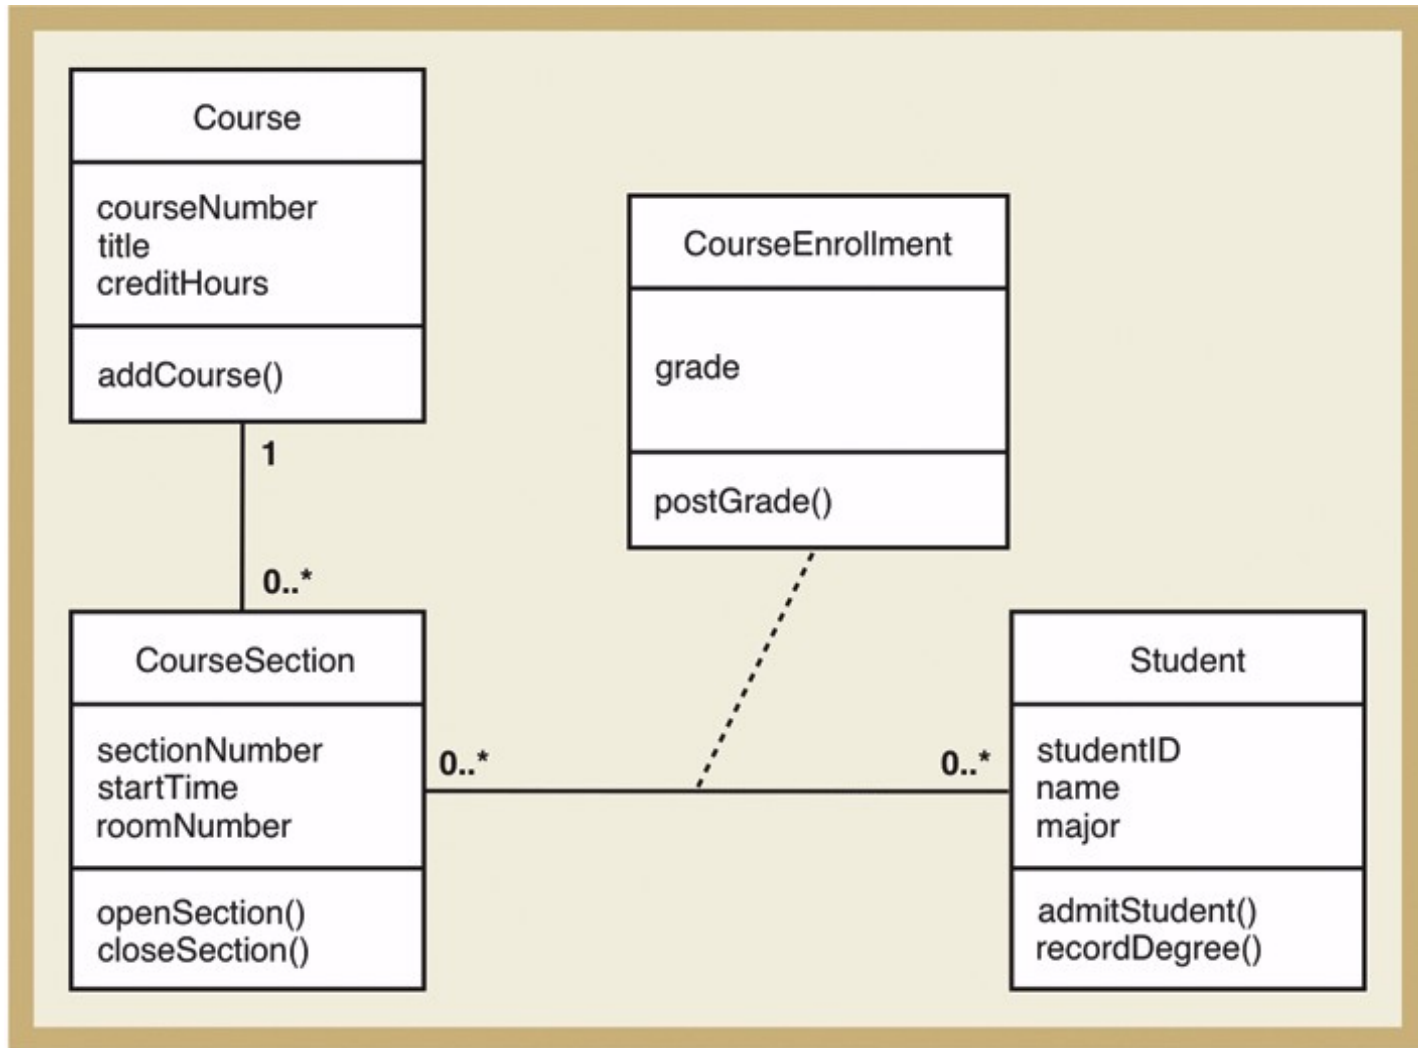 Course
courseNumber
title
creditHours
addCourse()
1
0..*
CourseEnrollment
grade
postGrade()
CourseSection
sectionNumber
startTime
roomNumber
openSection()
closeSection()
0..*
0..*
Student
studentID
name
major
admitStudent()
recordDegree()